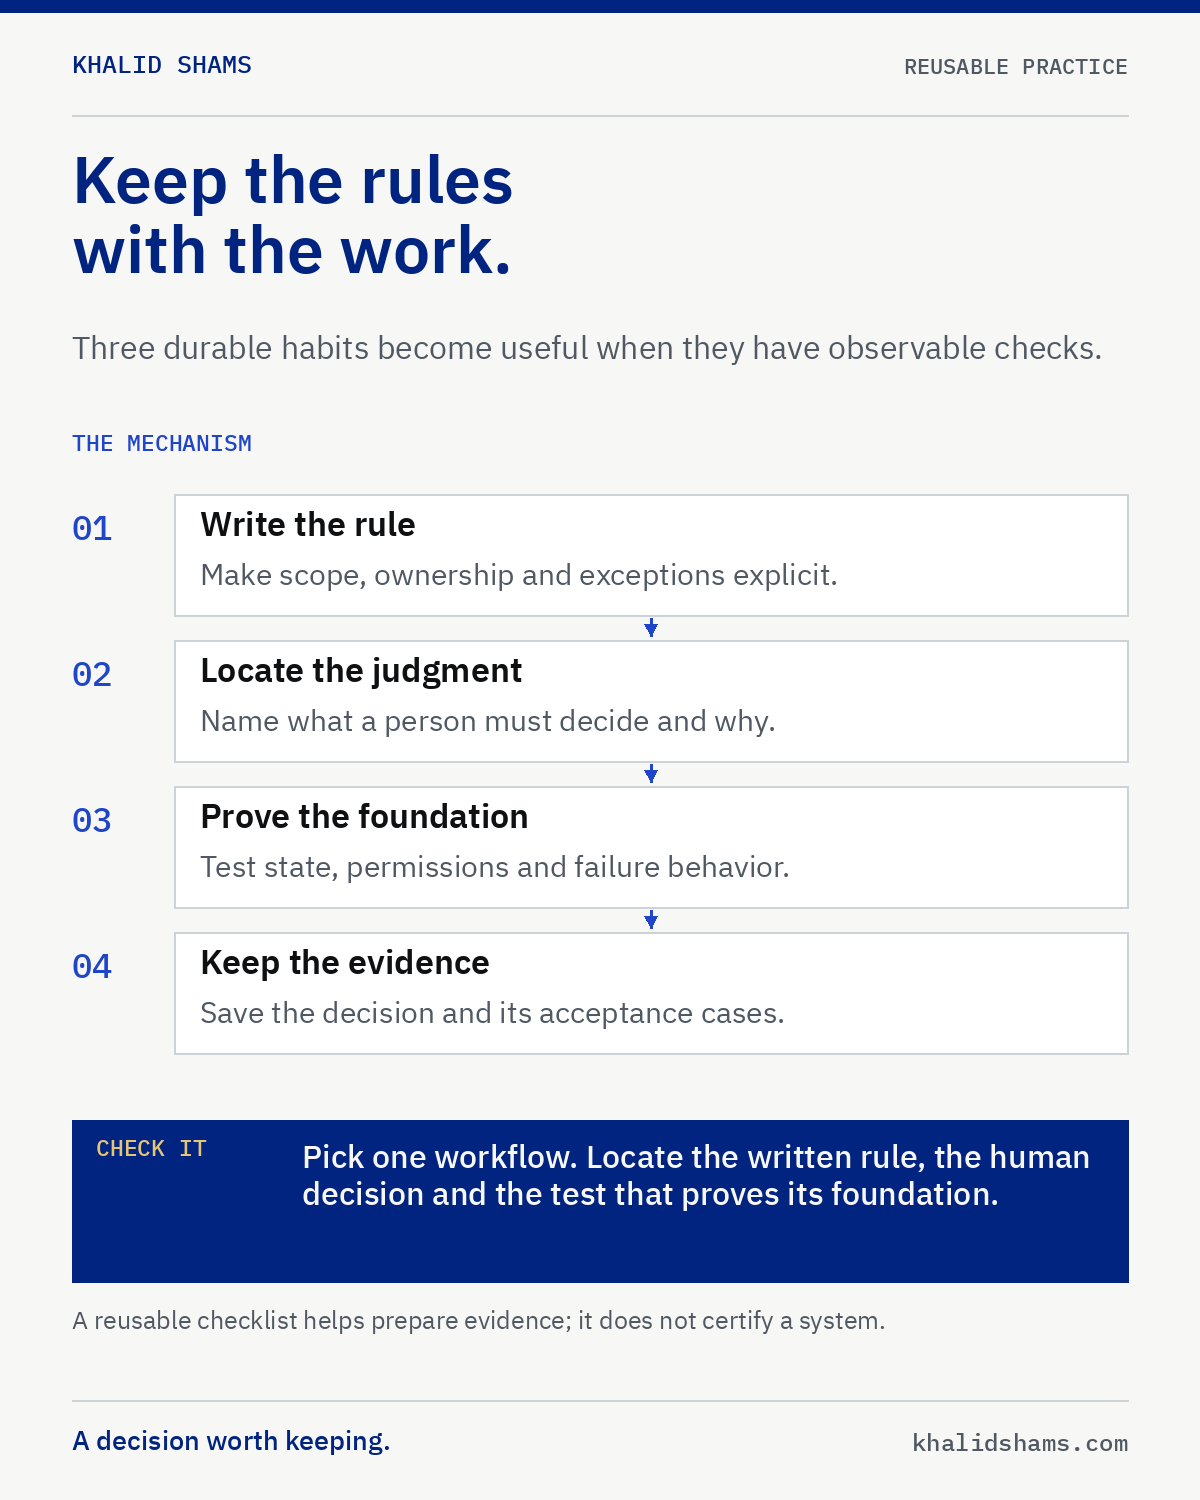 KHALID SHAMS
REUSABLE PRACTICE
Keep the rules
with the work.
Three durable habits become useful when they have observable checks.
THE MECHANISM
01
Write the rule
Make scope, ownership and exceptions explicit.
02
Locate the judgment
Name what a person must decide and why.
03
Prove the foundation
Test state, permissions and failure behavior.
04
Keep the evidence
Save the decision and its acceptance cases.
CHECK IT
Pick one workflow. Locate the written rule, the human
decision and the test that proves its foundation.
A reusable checklist helps prepare evidence; it does not certify a system.
A decision worth keeping.
khalidshams.com